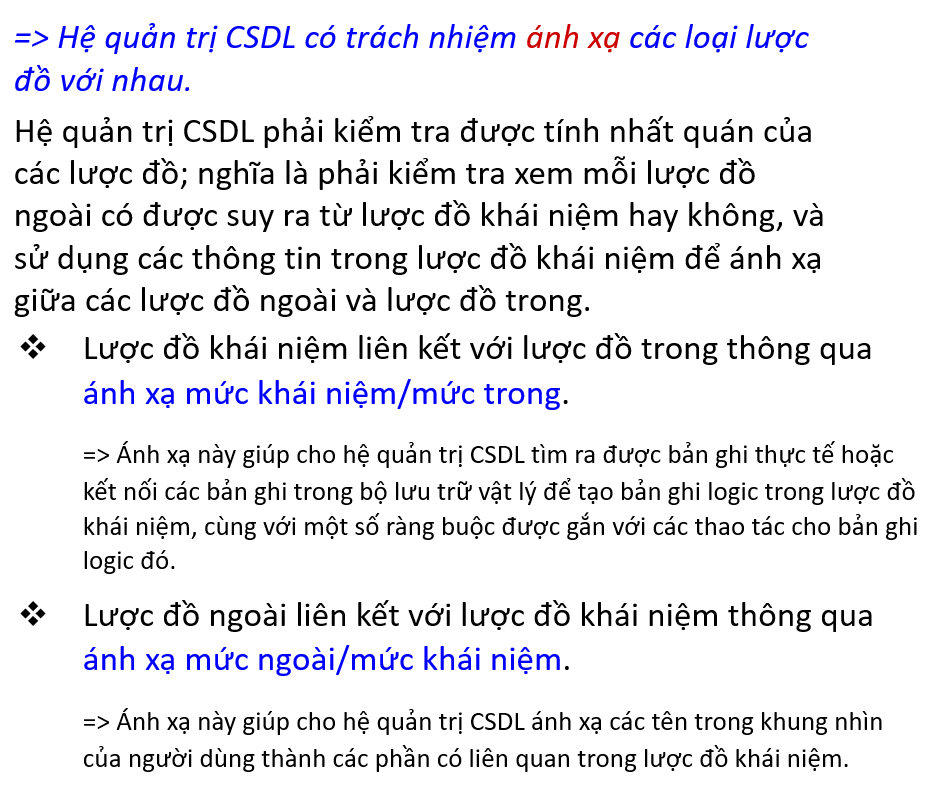 => Hệ quản trị CSDL có trách nhiệm ánh xạ các loại lược
đồ với nhau.
Hệ quản trị CSDL phải kiểm tra được tính nhất quán của
các lược đồ; nghĩa là phải kiểm tra xem mỗi lược đồ
ngoài có được suy ra từ lược đồ khái niệm hay không, và
sử dụng các thông tin trong lược đồ khái niệm để ánh xạ
giữa các lược đồ ngoài và lược đồ trong.
❖ Lược đồ khái niệm liên kết với lược đồ trong thông qua
ánh xạ mức khái niệm/mức trong.
=> Ánh xạ này giúp cho hệ quản trị CSDL tìm ra được bản ghi thực tế hoặc
kết nối các bản ghi trong bộ lưu trữ vật lý để tạo bản ghi logic trong lược đồ
khái niệm, cùng với một số ràng buộc được gắn với các thao tác cho bản ghi
logic đó.
❖ Lược đồ ngoài liên kết với lược đồ khái niệm thông qua
ánh xạ mức ngoài/mức khái niệm.
=> Ánh xạ này giúp cho hệ quản trị CSDL ánh xạ các tên trong khung nhìn
của người dùng thành các phần có liên quan trong lược đồ khái niệm.